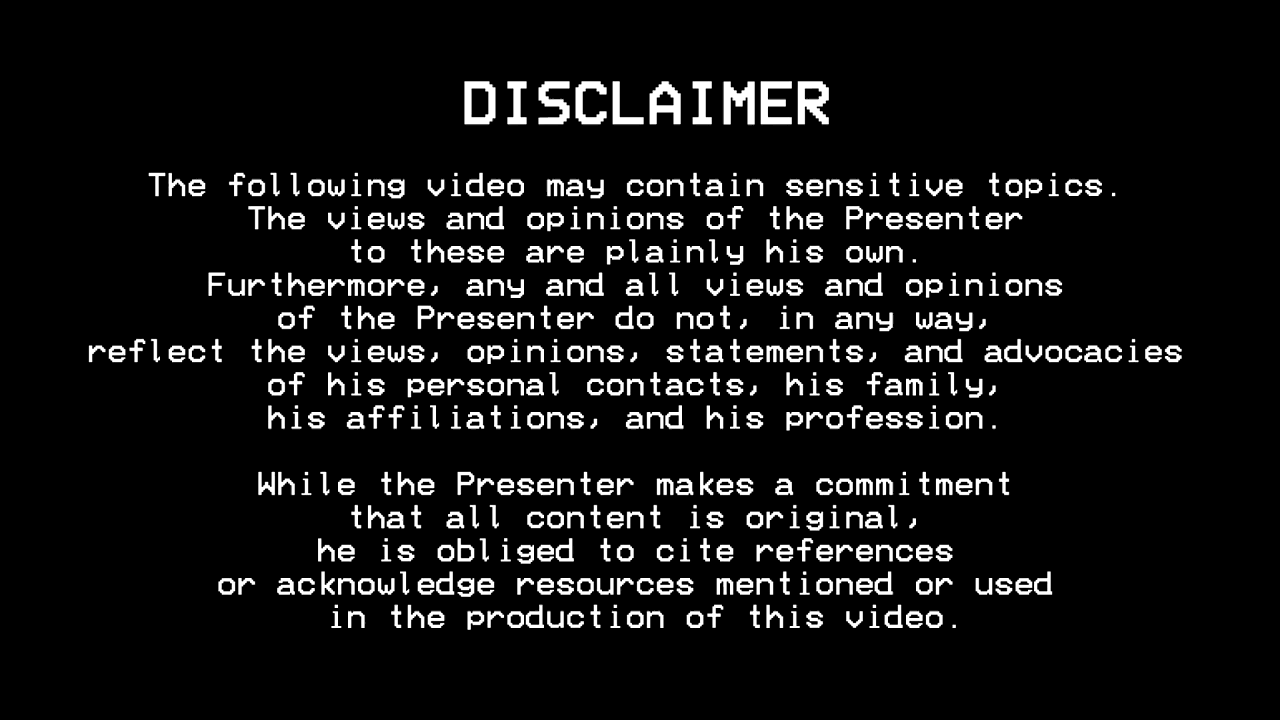 DISCLAIMER
The following video may contain sensitive topics.
The views and opinions of the Presenter
to these are plainly his own.
Furthermore, any and all views and opinions
of the Presenter do not, in any way,
reflect the views, opinions, statements, and advocacies
of his personal contacts, his family,
his affiliations, and his profession.
While the Presenter makes a commitment
that all content is original,
he is obliged to cite references
or acknowledge resources mentioned or used
in the production of this video.